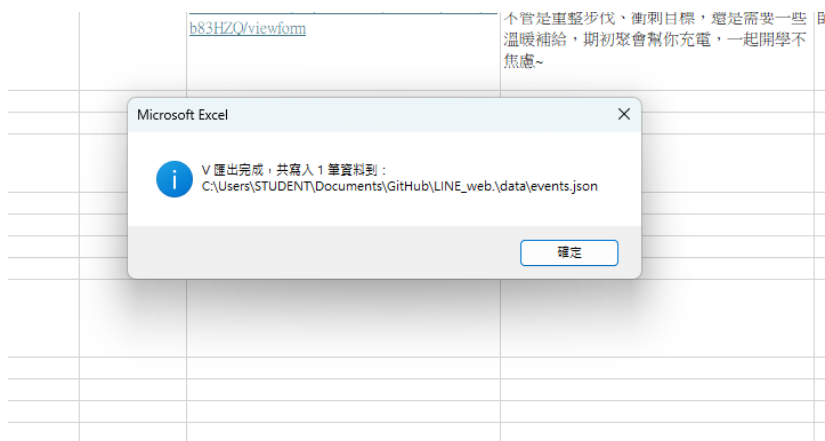 不管是重整步伐、衝刺目標，還是需要一些
b83HZQ/viewform
溫暖補給，期初聚會幫你充電，一起開學不
焦慮~
Microsoft Excel
V 匯出完成，共寫入 1 筆資料到：
C:\Users\STUDENT\Documents\GitHub\LINE_web.\data\events.json
確定